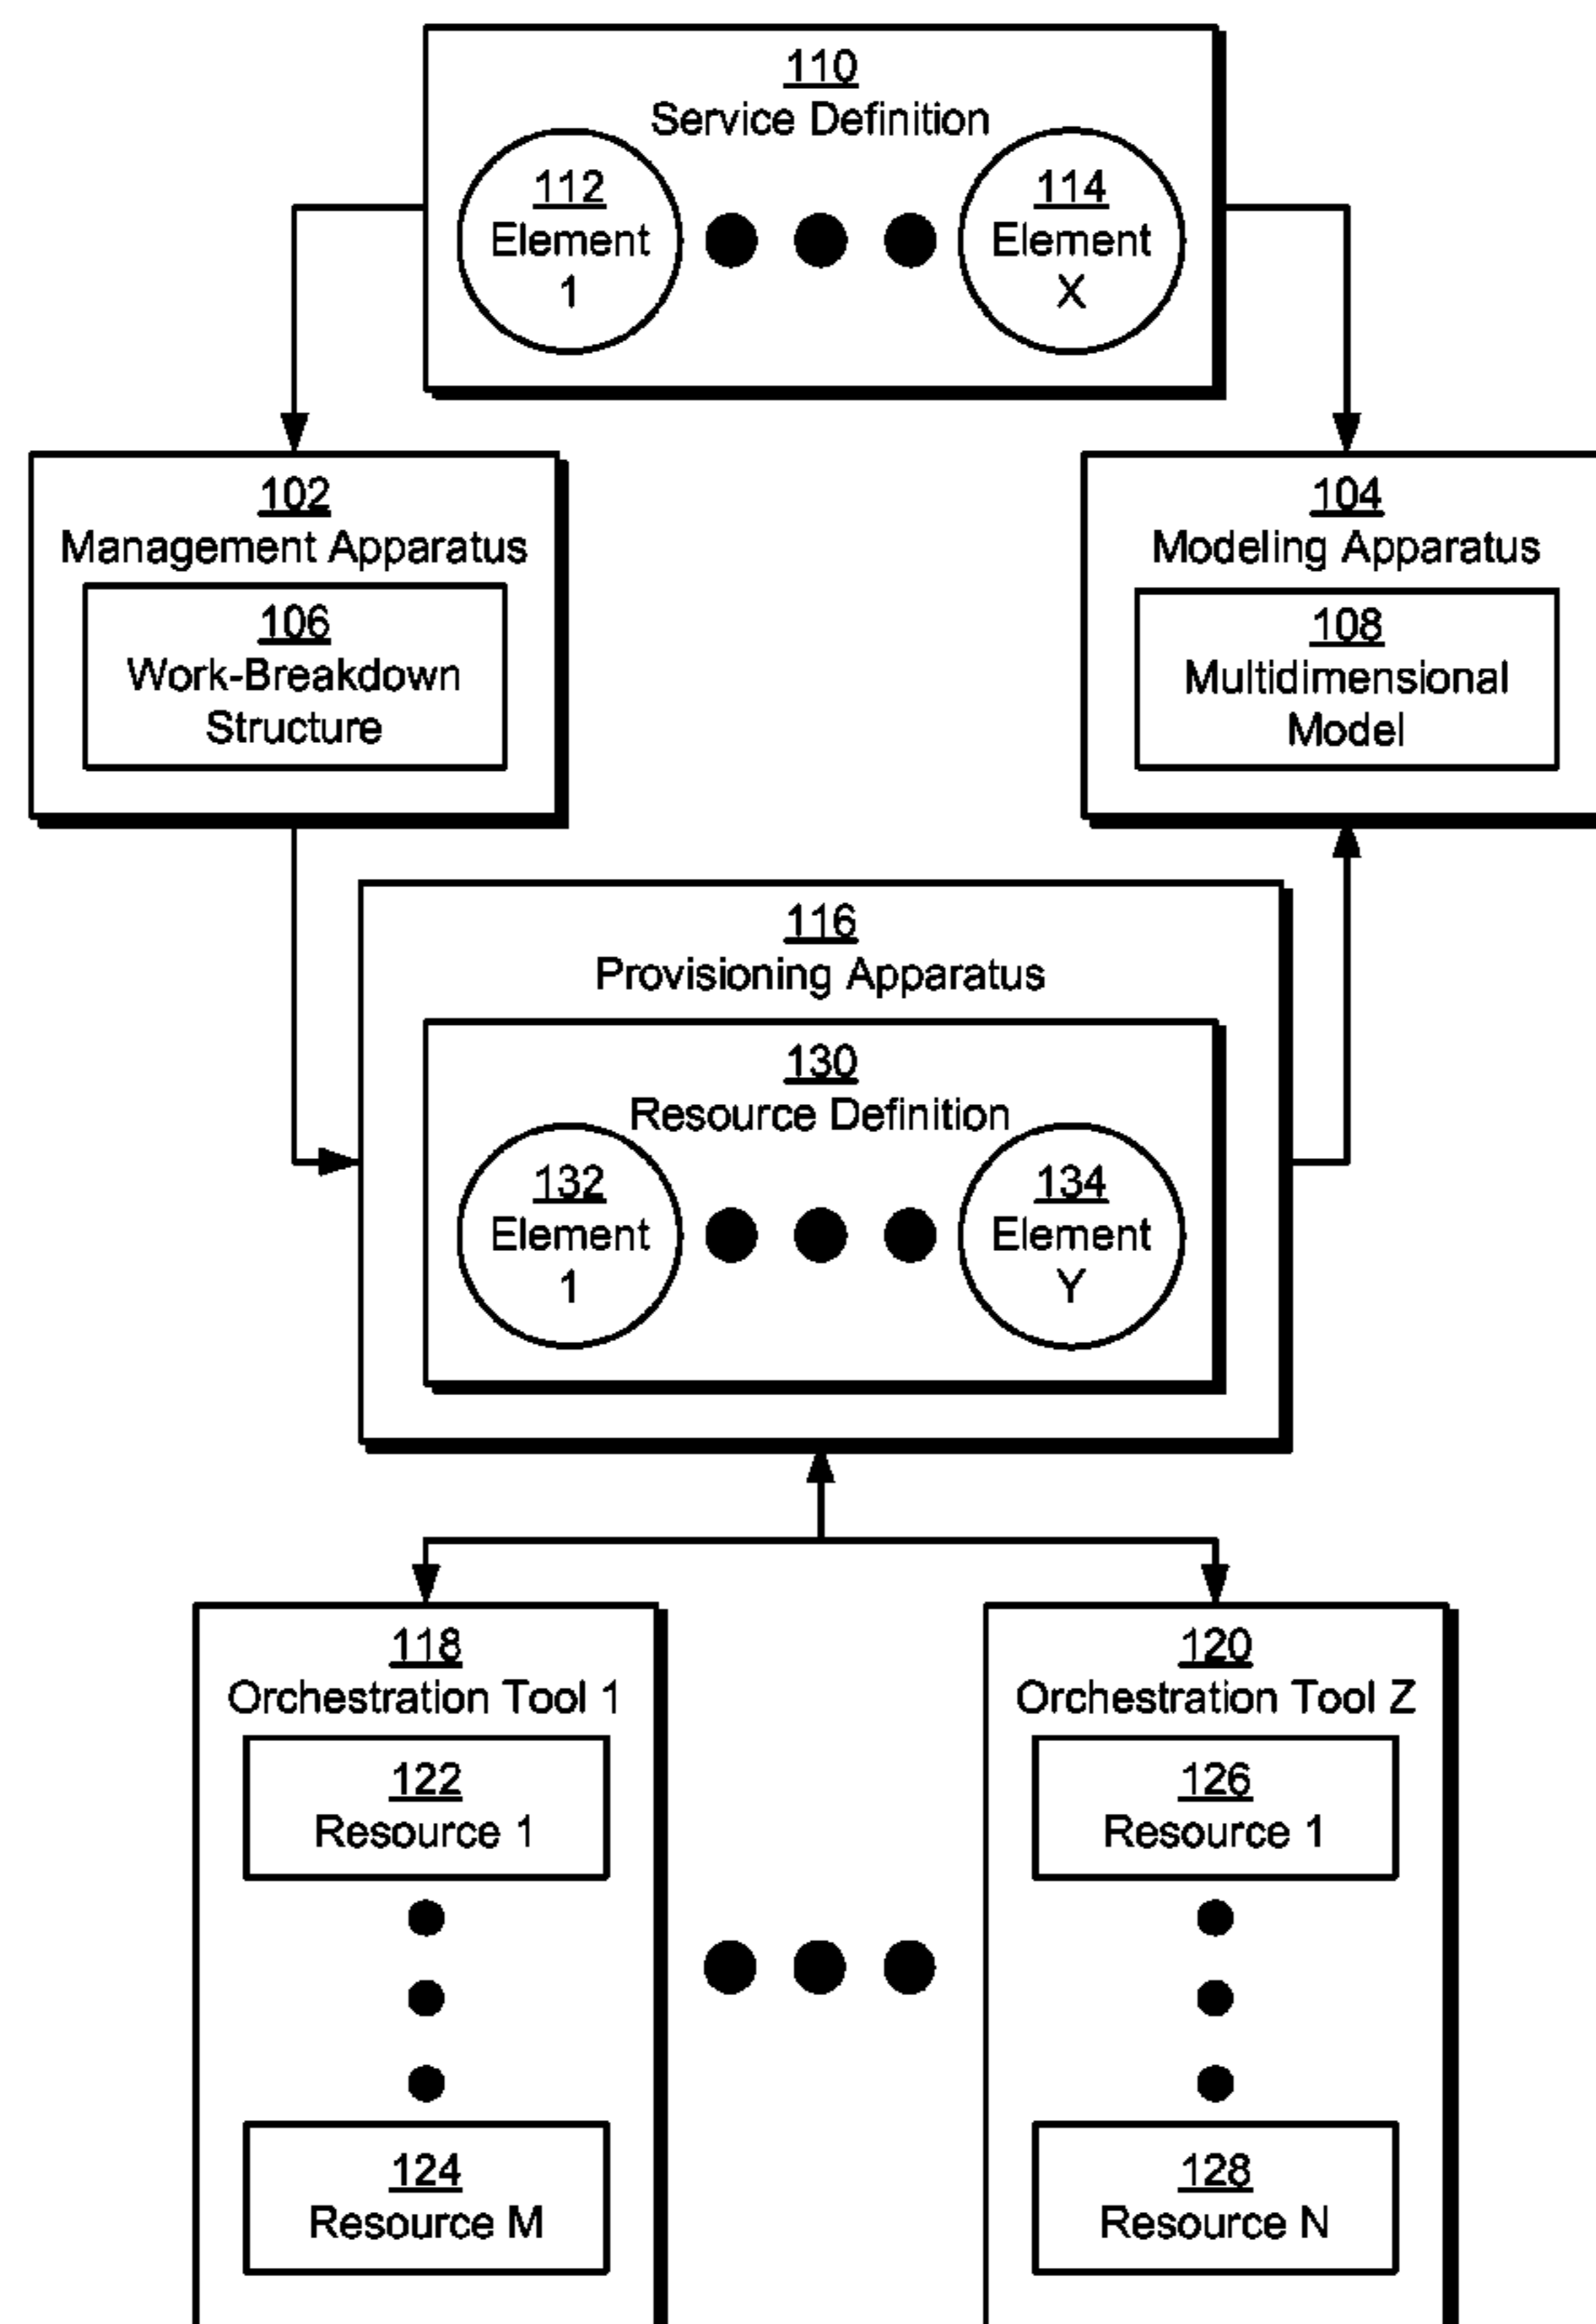 110
Service Definition
112
Element
1
114
Element
X
102
Management Apparatus
106
Work-Breakdown
Structure
104
Modeling Apparatus
108
Multidimensional
Model
116
Provisioning Apparatus
130
Resource Definition
132
Element
1
134
Element
Y
118
Orchestration Tool 1
122
Resource 1
124
Resource M
120
Orchestration Tool Z
126
Resource 1
128
Resource N